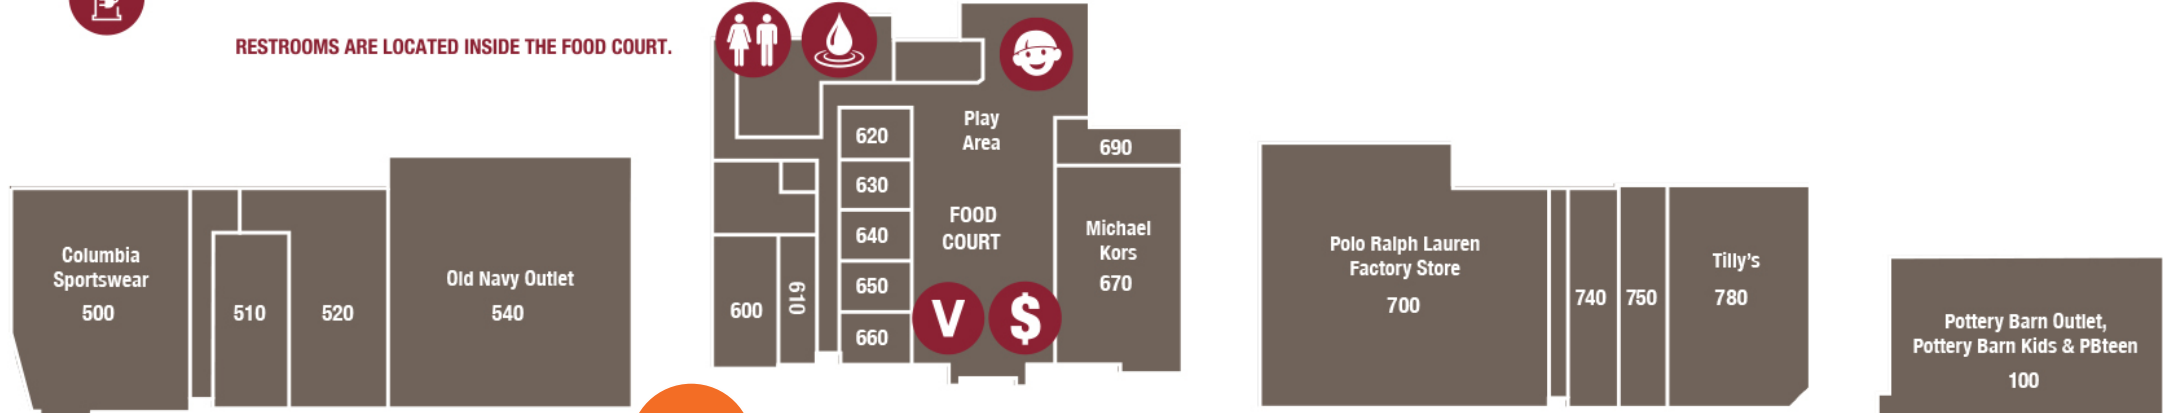 RESTROOMS ARE LOCATED INSIDE THE FOOD COURT.
Columbia
Sportswear
500
510
520
Old Navy Outlet
540
600
610
620
630
640
650
660
Play
Area
FOOD
COURT
V
$
690
Michael
Kors
670
Polo Ralph Lauren
Factory Store
700
740
750
Tilly's
780
Pottery Barn Outlet,
Pottery Barn Kids & PBteen
100